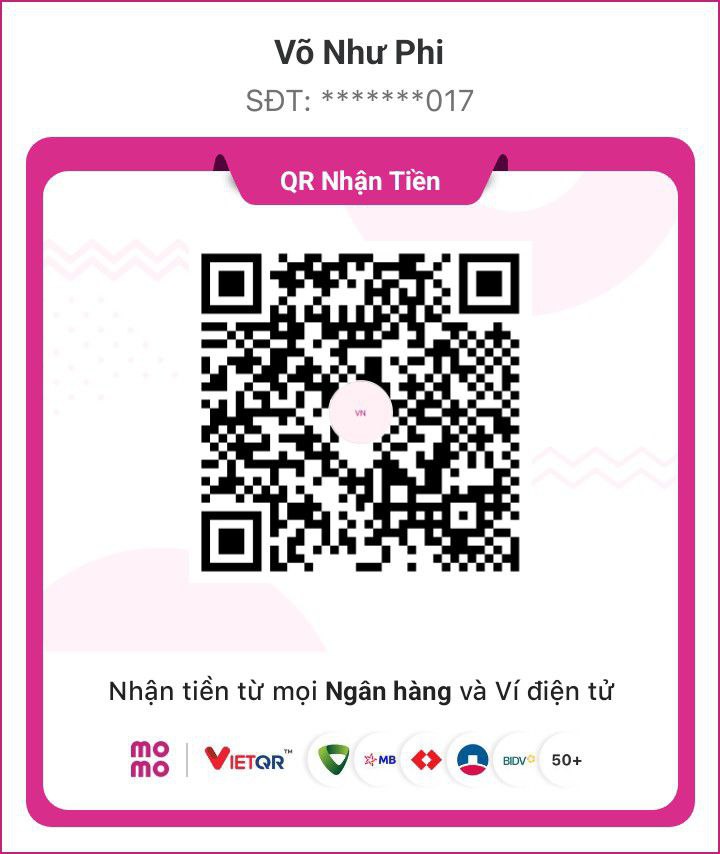 Võ Như Phi
SĐT: *******017
QR Nhận Tiền
VN
Nhận tiền từ mọi Ngân hàng và Ví điện tử
mo
mo
VIETQR™
MB
BIDV
50+